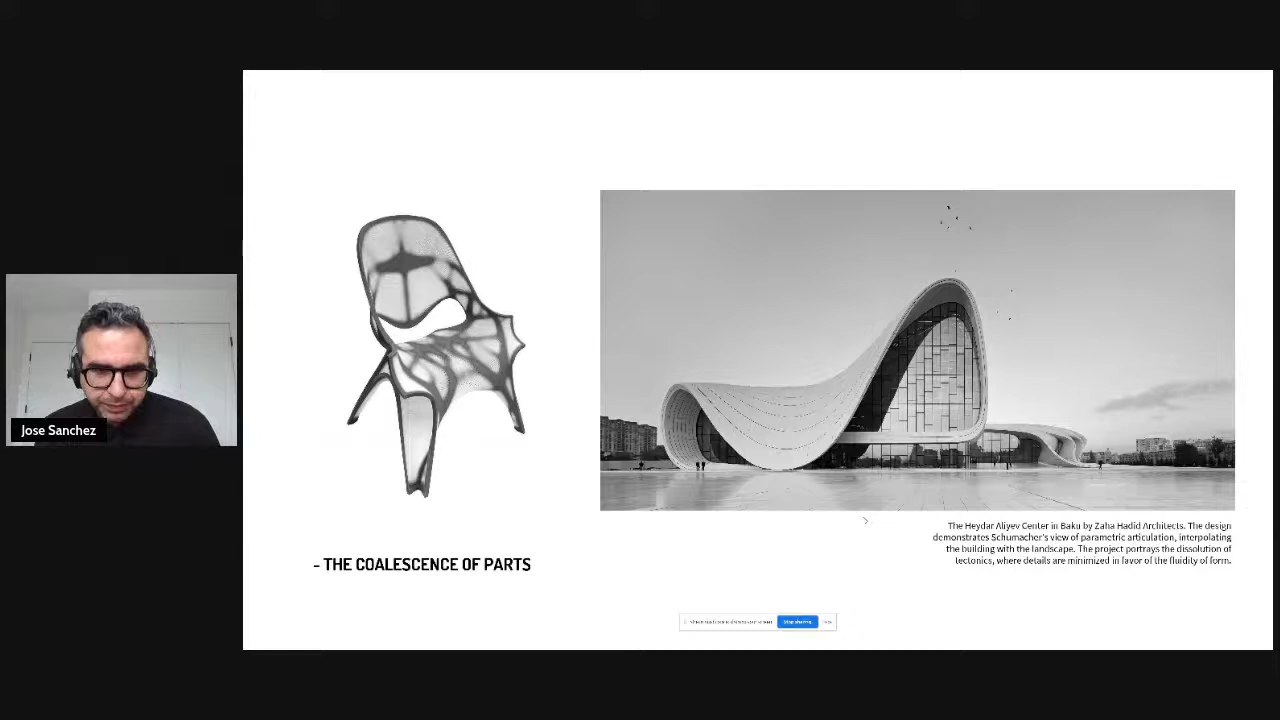 Jose Sanchez
– THE COALESCENCE OF PARTS
The Heydar Aliyev Center in Baku by Zaha Hadid Architects. The design
demonstrates Schumacher's view of parametric articulation, interpolating
the building with the landscape. The project portrays the dissolution of
tectonics, where details are minimized in favor of the fluidity of form.
Stop sharing